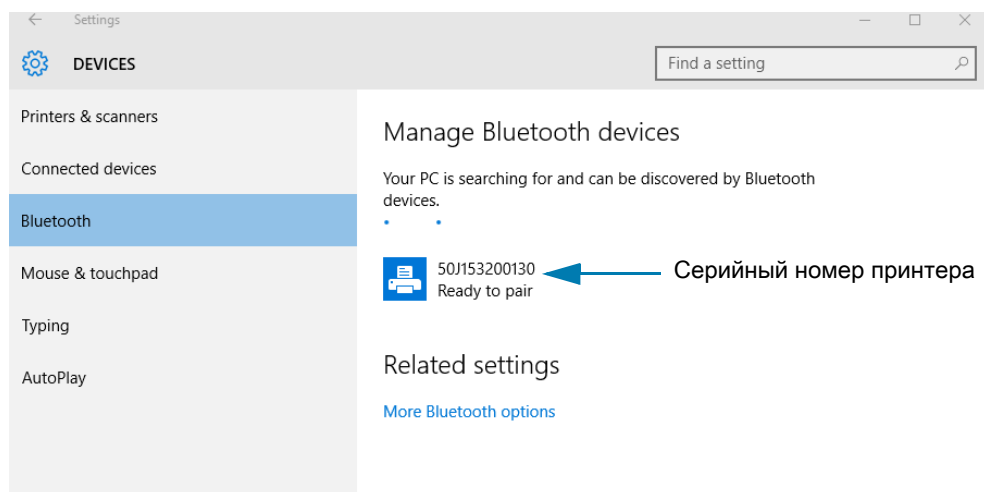 Settings
DEVICES
Find a setting
Printers & scanners
Connected devices
Bluetooth
Mouse & touchpad
Typing
AutoPlay
Manage Bluetooth devices
Your PC is searching for and can be discovered by Bluetooth
devices.
50J153200130
Серийный номер принтера
Ready to pair
Related settings
More Bluetooth options